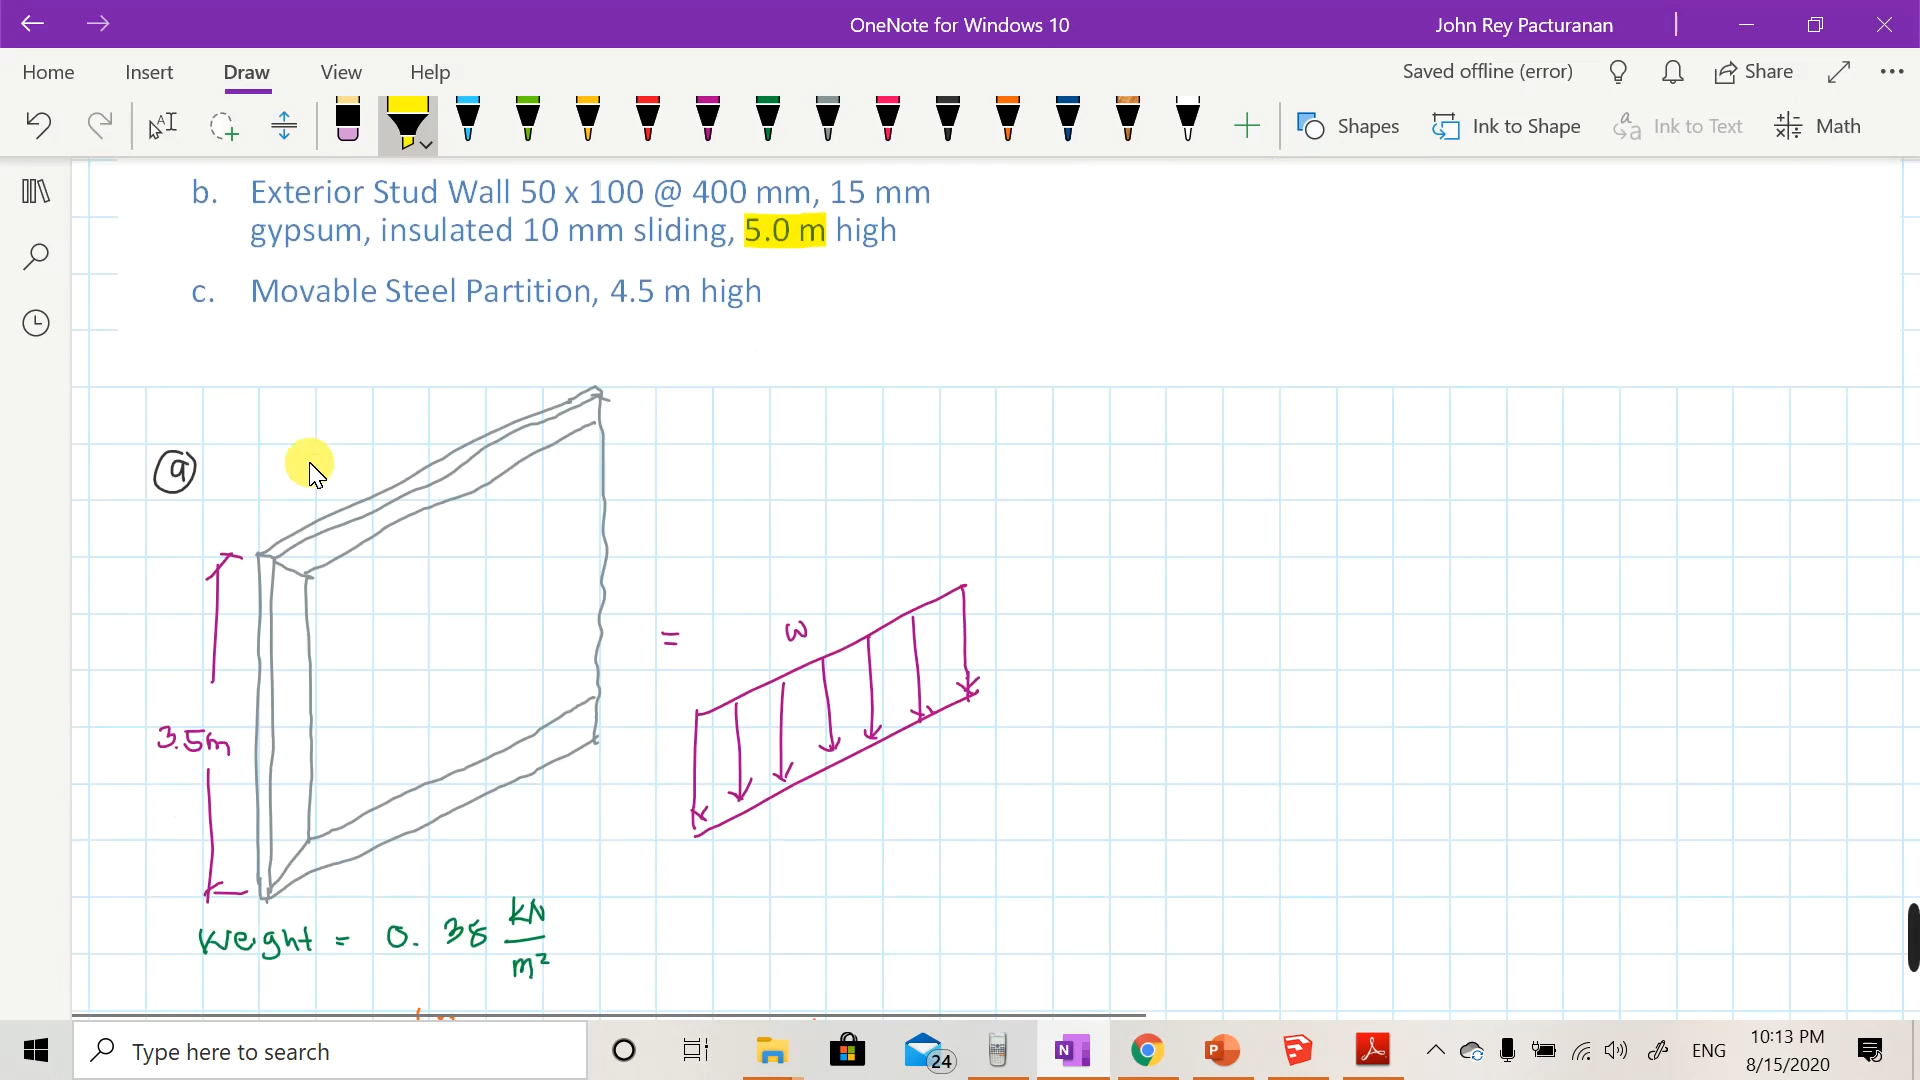 OneNote for Windows 10
John Rey Pacturanan
Home
Insert
Draw
View
Help
Saved offline (error)
Share
Shapes
Ink to Shape
Ink to Text
Math
b. Exterior Stud Wall 50 x 100 @ 400 mm, 15 mm
gypsum, insulated 10 mm sliding, 5.0 m high
c. Movable Steel Partition, 4.5 m high
a
= ω
3.5m
Weight = 0.38 kN
m²
Type here to search
24
ENG
10:13 PM
8/15/2020